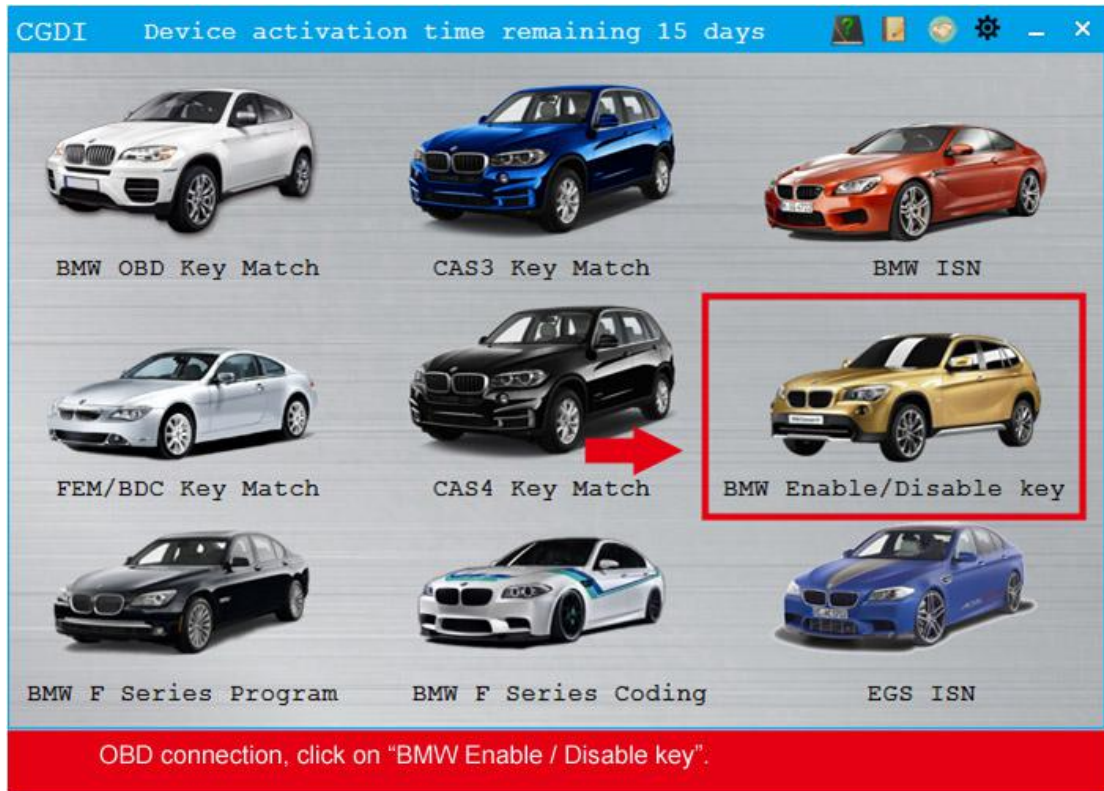 CGDI Device activation time remaining 15 days
BMW OBD Key Match
CAS3 Key Match
BMW ISN
FEM/BDC Key Match
CAS4 Key Match
BMW Enable/Disable key
BMW F Series Program
BMW F Series Coding
EGS ISN
OBD connection, click on “BMW Enable / Disable key”.